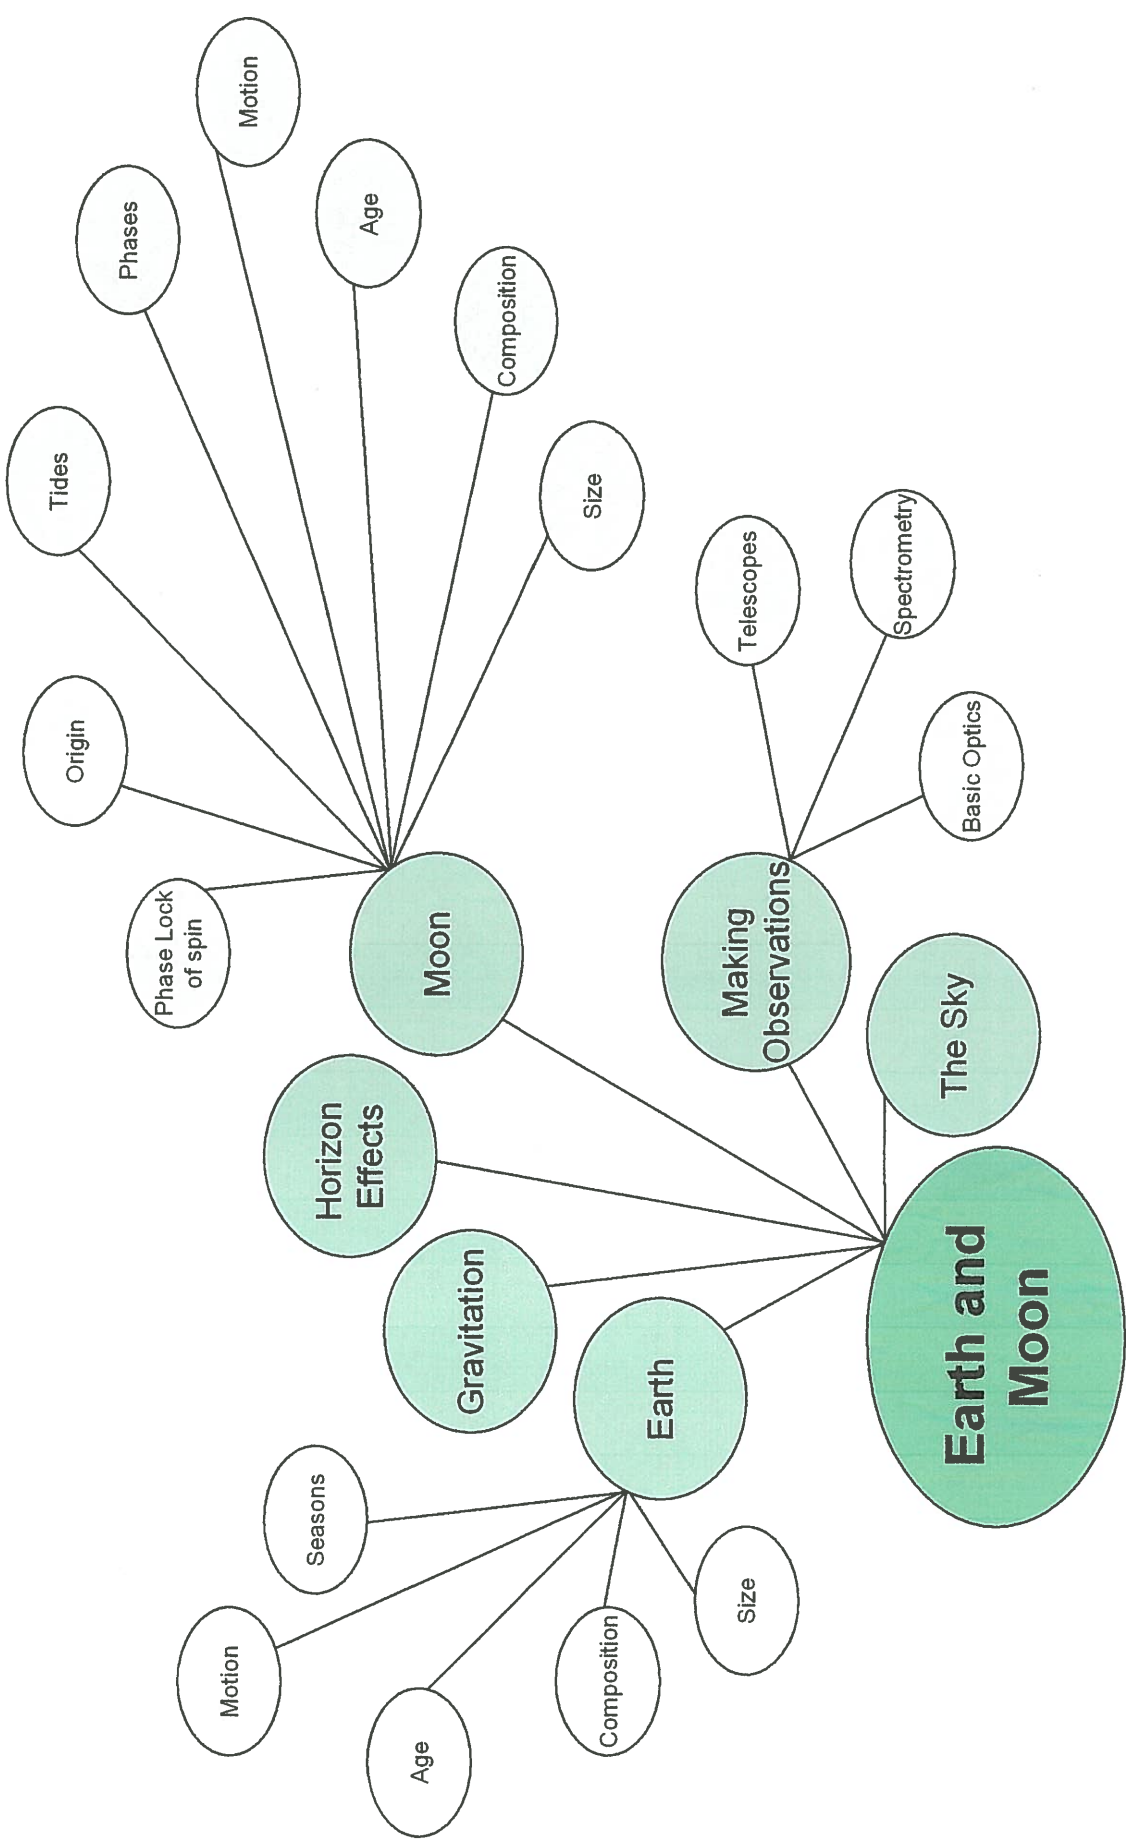 Motion
Phases
Age
Composition
Tides
Size
Origin
Phase Lock
of spin
Moon
Telescopes
Spectrometry
Basic Optics
Making
Observations
The Sky
Horizon
Effects
Gravitation
Earth
Seasons
Motion
Age
Composition
Size
Earth and
Moon